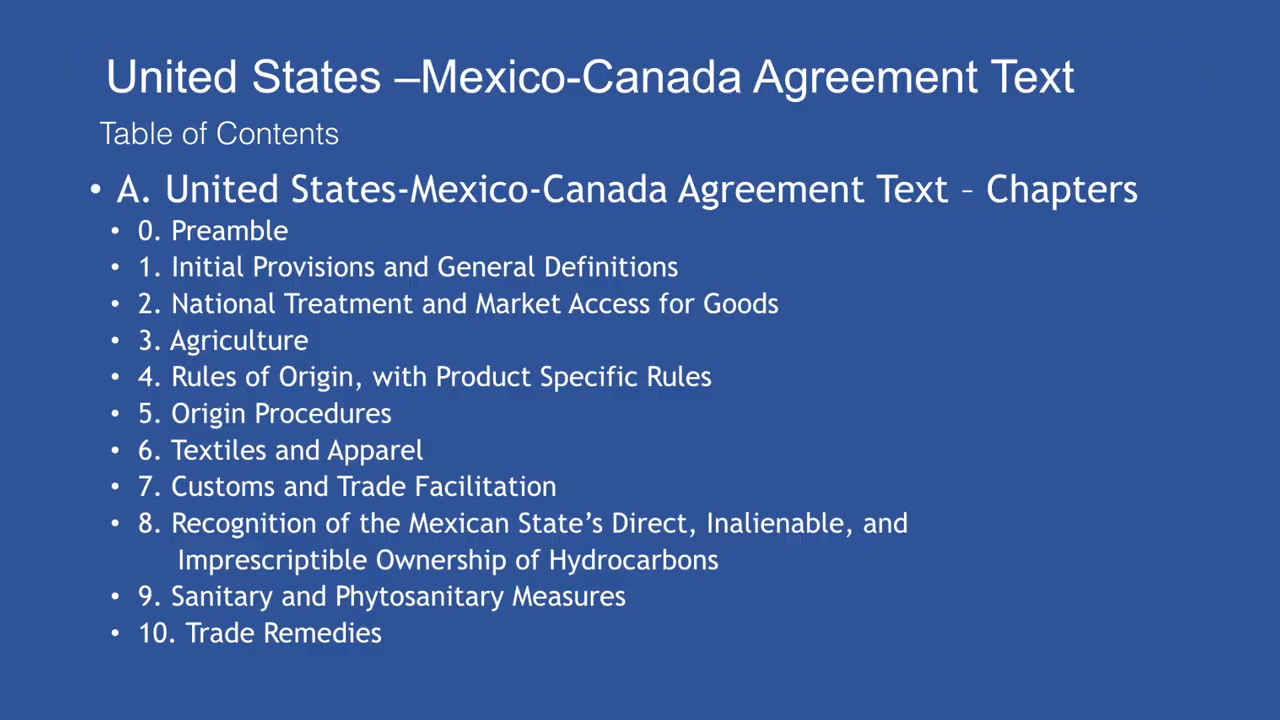 United States –Mexico-Canada Agreement Text
Table of Contents
• A. United States-Mexico-Canada Agreement Text – Chapters
• 0. Preamble
• 1. Initial Provisions and General Definitions
• 2. National Treatment and Market Access for Goods
• 3. Agriculture
• 4. Rules of Origin, with Product Specific Rules
• 5. Origin Procedures
• 6. Textiles and Apparel
• 7. Customs and Trade Facilitation
• 8. Recognition of the Mexican State’s Direct, Inalienable, and
Imprescriptible Ownership of Hydrocarbons
• 9. Sanitary and Phytosanitary Measures
• 10. Trade Remedies